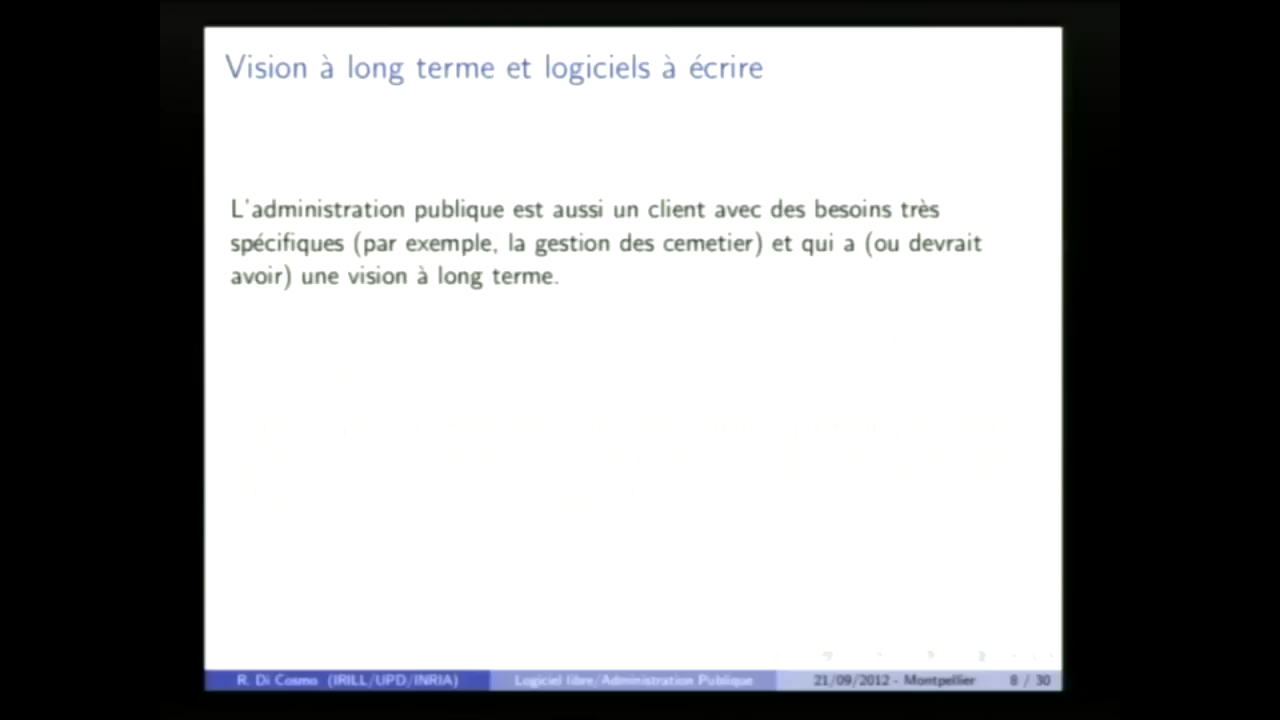 Vision à long terme et logiciels à écrire
L'administration publique est aussi un client avec des besoins très
spécifiques (par exemple, la gestion des cemetier) et qui a (ou devrait
avoir) une vision à long terme.
R. Di Cosmo (IRILL/UPD/INRIA) Logiciel libre/Administration Publique 21/09/2012 - Montpellier 8 / 30